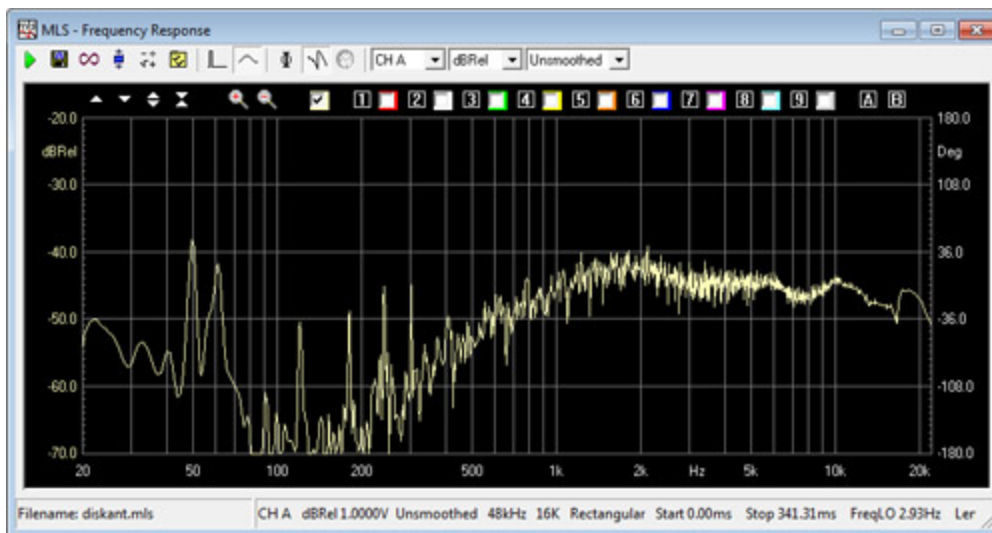 MLS - Frequency Response
CH A dBRel Unsmoothed
1 2 3 4 5 6 7 8 9 A B
-20.0 180.0
dBRel Deg
-30.0 108.0
-40.0 36.0
-50.0 -36.0
-60.0 -108.0
-70.0 -180.0
20 50 100 200 500 1k 2k Hz 5k 10k 20k
Filename: diskant.mls CH A dBRel 1.0000V Unsmoothed 48kHz 16K Rectangular Start 0.00ms Stop 341.31ms FreqLO 2.93Hz Ler